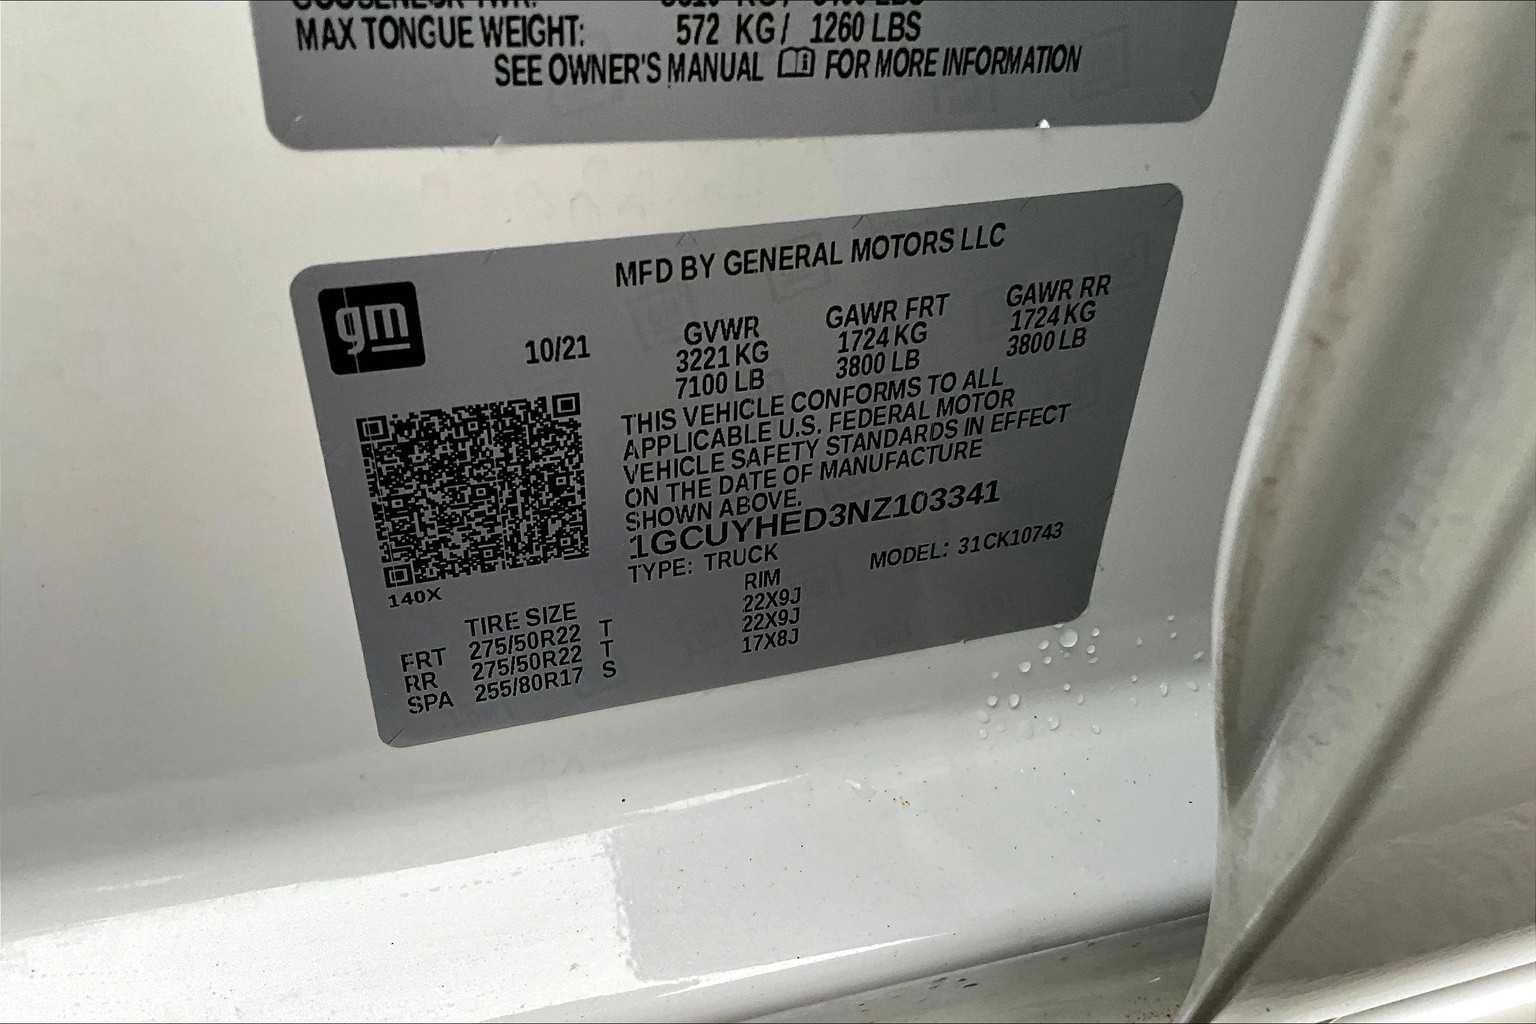 MAX TONGUE WEIGHT: 572 KG / 1260 LBS
SEE OWNER'S MANUAL FOR MORE INFORMATION
MFD BY GENERAL MOTORS LLC
gm
10/21
GVWR
3221 KG
7100 LB
GAWR FRT
1724 KG
3800 LB
GAWR RR
1724 KG
3800 LB
THIS VEHICLE CONFORMS TO ALL
APPLICABLE U.S. FEDERAL MOTOR
VEHICLE SAFETY STANDARDS IN EFFECT
ON THE DATE OF MANUFACTURE
SHOWN ABOVE.
1GCUYHED3NZ103341
TYPE: TRUCK MODEL: 31CK10743
140X
TIRE SIZE RIM
FRT 275/50R22 T 22X9J
RR 275/50R22 T 22X9J
SPA 255/80R17 S 17X8J